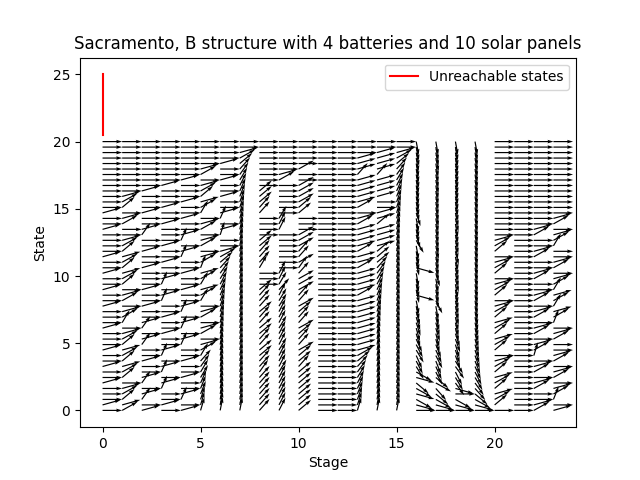 Sacramento, B structure with 4 batteries and 10 solar panels
Unreachable states
25
20
15
10
5
0
State
0 5 10 15 20
Stage